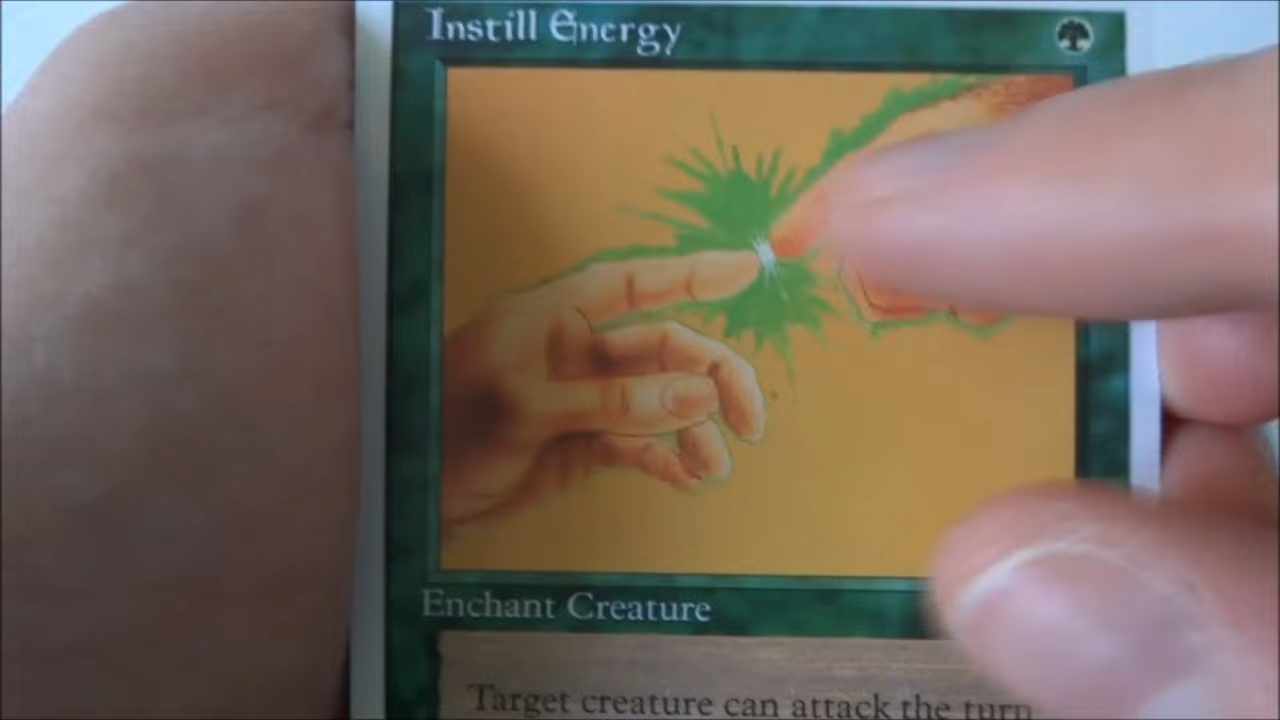 Instill Energy
Enchant Creature
Target creature can attack the turn